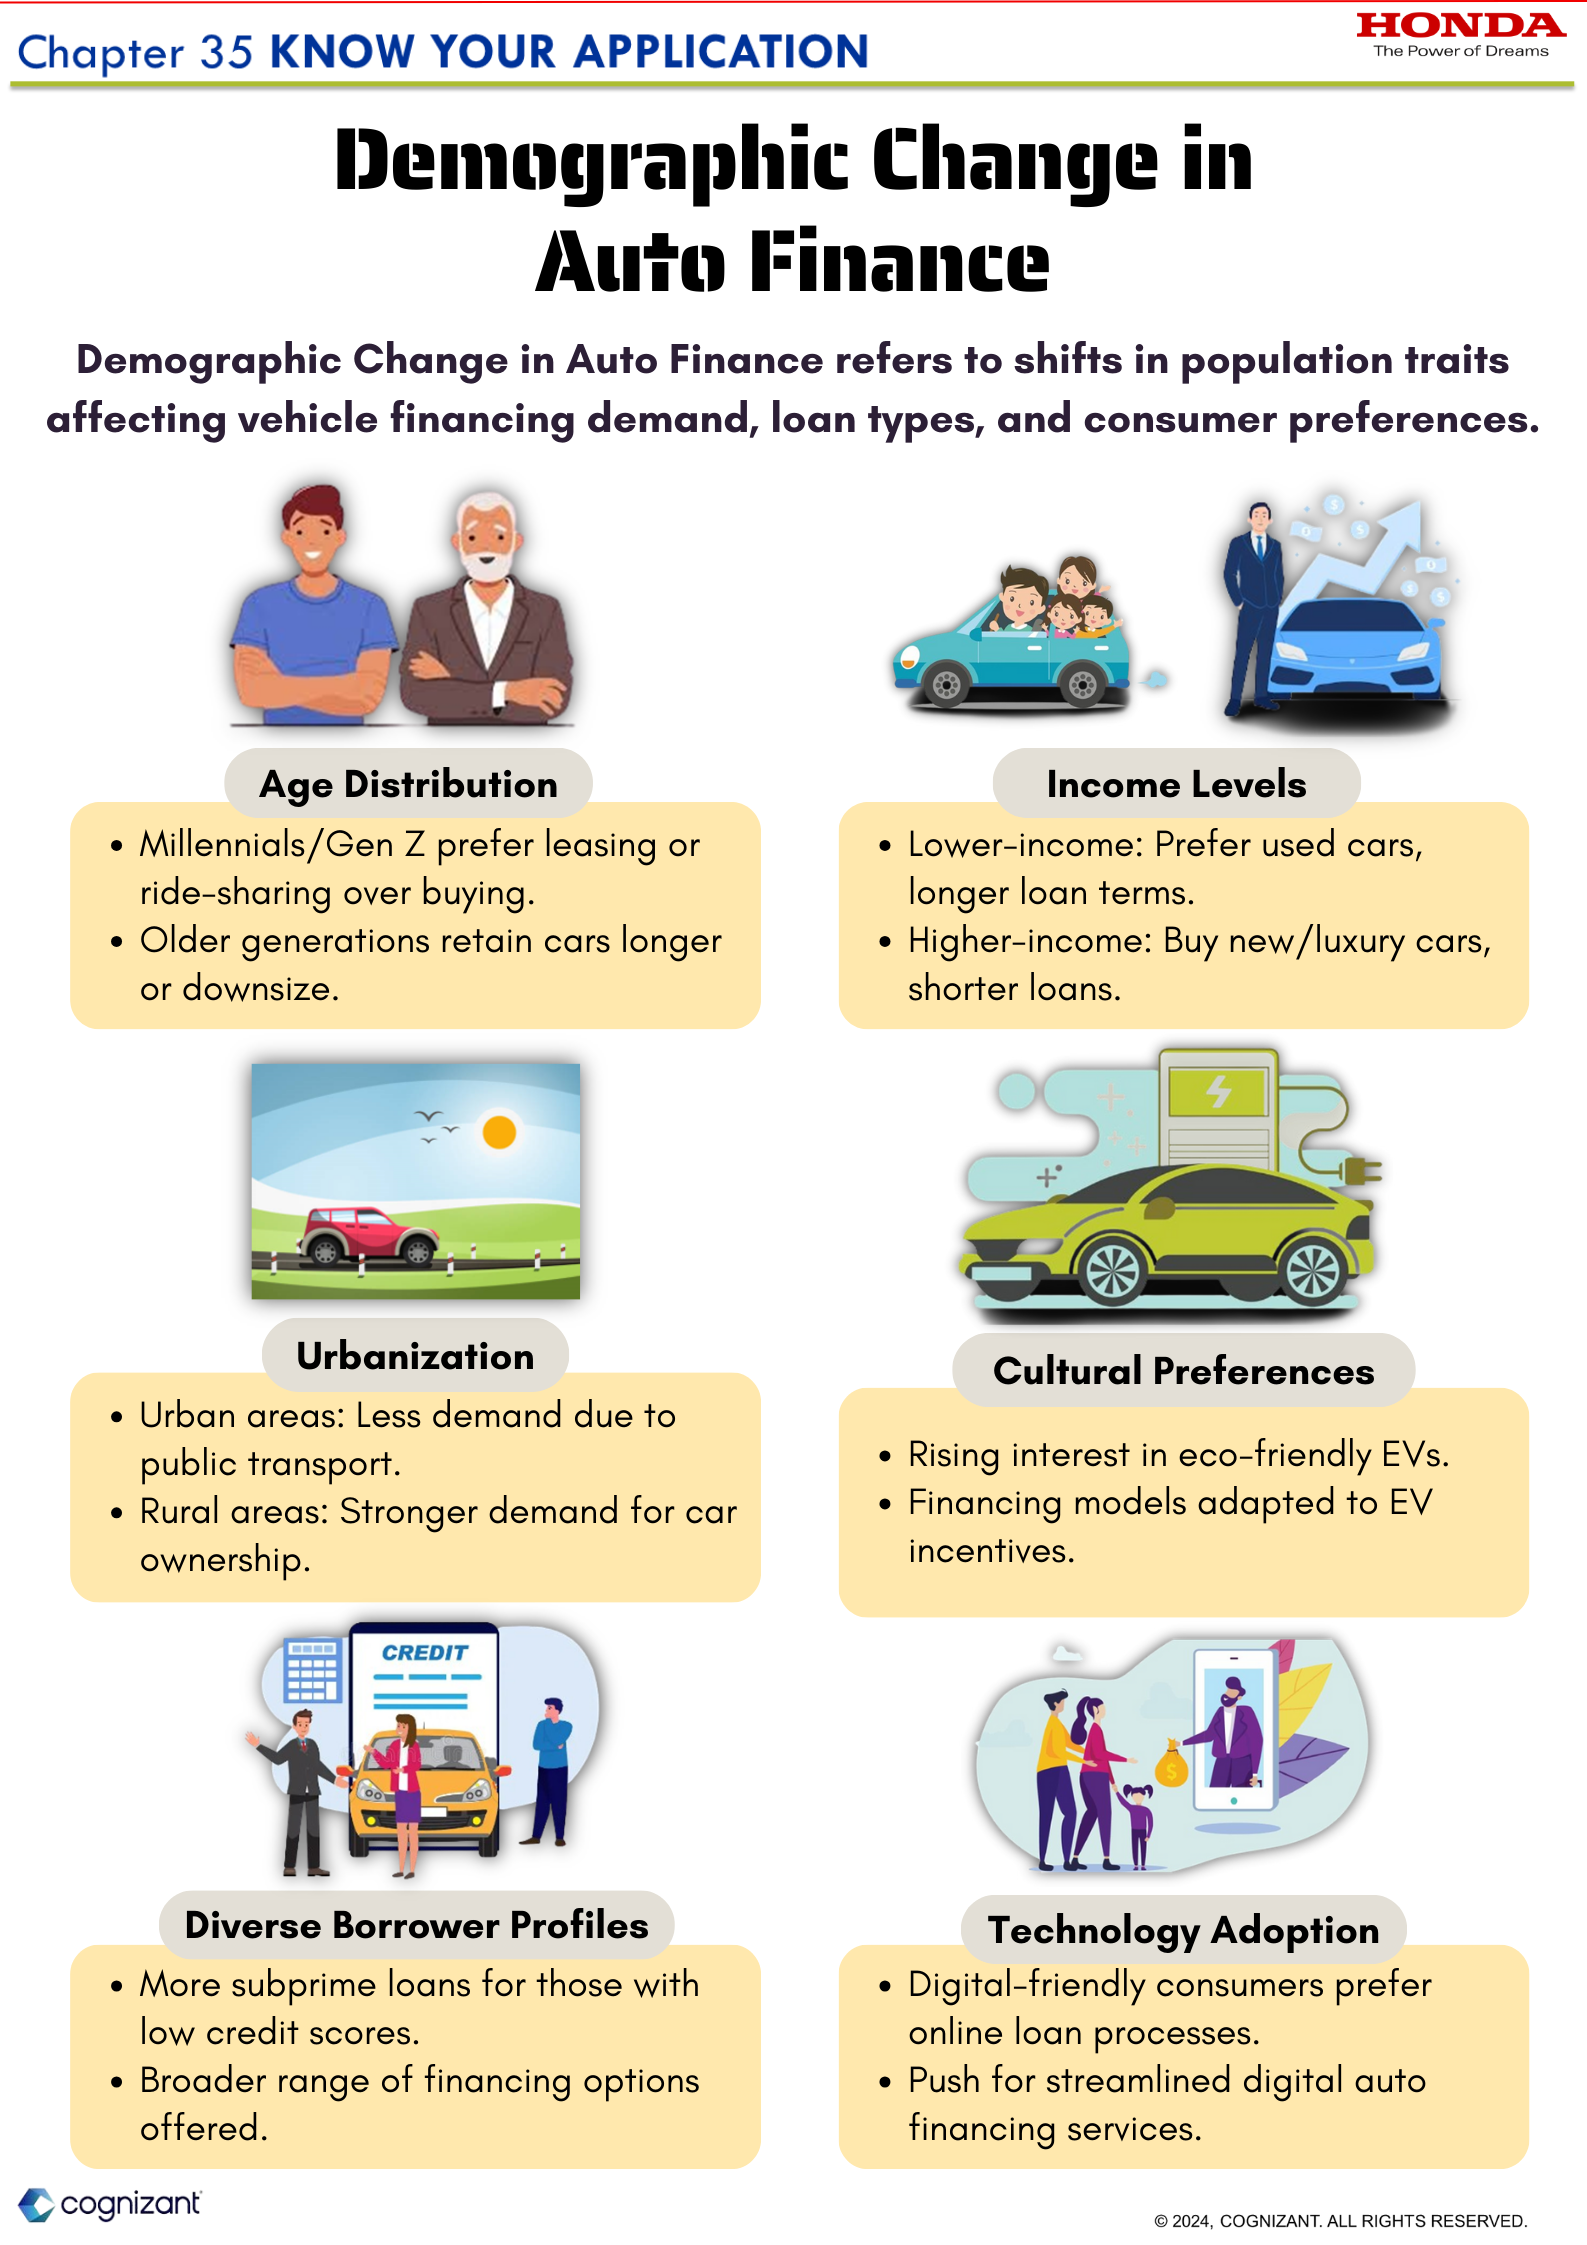 Chapter 35 KNOW YOUR APPLICATION
HONDA
The Power of Dreams
Demographic Change in
Auto Finance
Demographic Change in Auto Finance refers to shifts in population traits
affecting vehicle financing demand, loan types, and consumer preferences.
Age Distribution
• Millennials/Gen Z prefer leasing or
ride-sharing over buying.
• Older generations retain cars longer
or downsize.
Income Levels
• Lower-income: Prefer used cars,
longer loan terms.
• Higher-income: Buy new/luxury cars,
shorter loans.
Urbanization
• Urban areas: Less demand due to
public transport.
• Rural areas: Stronger demand for car
ownership.
Cultural Preferences
• Rising interest in eco-friendly EVs.
• Financing models adapted to EV
incentives.
CREDIT
Diverse Borrower Profiles
• More subprime loans for those with
low credit scores.
• Broader range of financing options
offered.
Technology Adoption
• Digital-friendly consumers prefer
online loan processes.
• Push for streamlined digital auto
financing services.
cognizant
© 2024, COGNIZANT. ALL RIGHTS RESERVED.